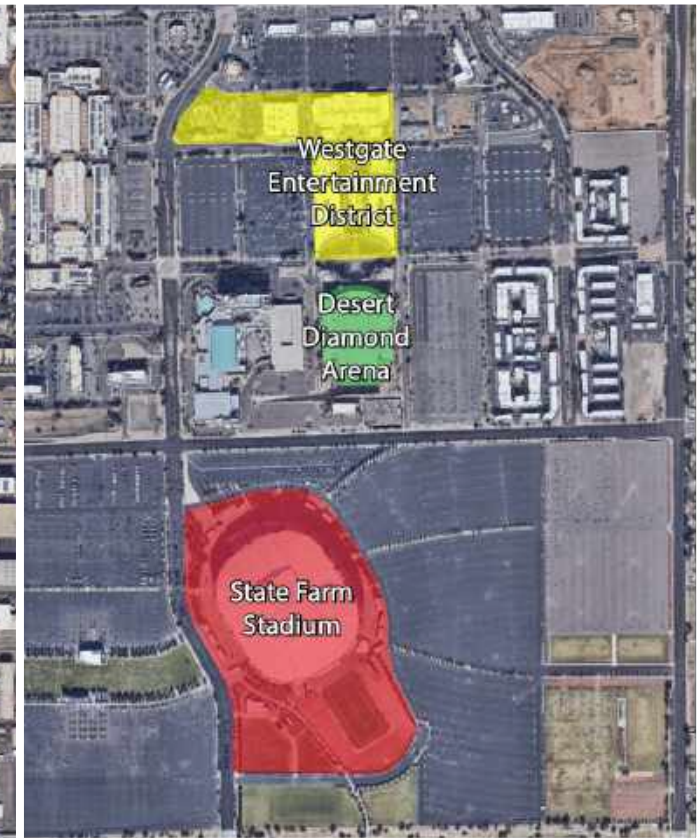 Westgate
Entertainment
District
Desert
Diamond
Arena
State Farm
Stadium